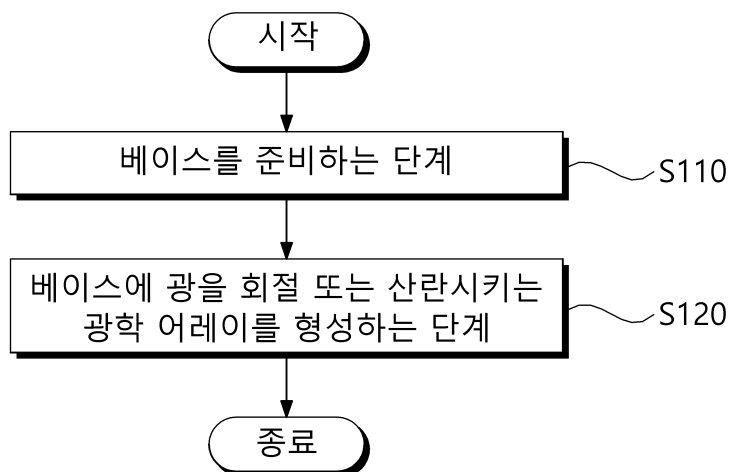 시작
베이스를 준비하는 단계
S110
베이스에 광을 회절 또는 산란시키는
광학 어레이를 형성하는 단계
S120
종료